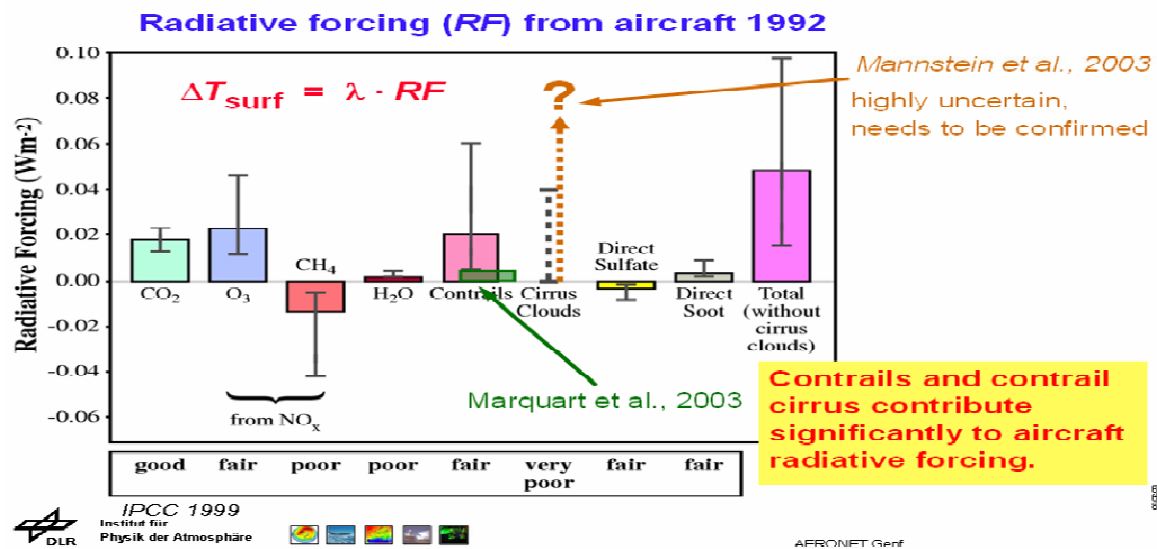 Radiative forcing (RF) from aircraft 1992
0.10
0.08
0.06
0.04
0.02
0.00
-0.02
-0.04
-0.06
Radiative Forcing (Wm-2)
ΔTsurf = λ · RF
?
Mannstein et al., 2003
highly uncertain,
needs to be confirmed
CO2
O3
CH4
H2O
Contrails
Cirrus
Clouds
Direct
Sulfate
Direct
Soot
Total
(without
cirrus
clouds)
from NOx
Marquart et al., 2003
Contrails and contrail
cirrus contribute
significantly to aircraft
radiative forcing.
good fair poor poor fair very poor fair fair
IPCC 1999
DLR
Institut für
Physik der Atmosphäre
AERONET Genf